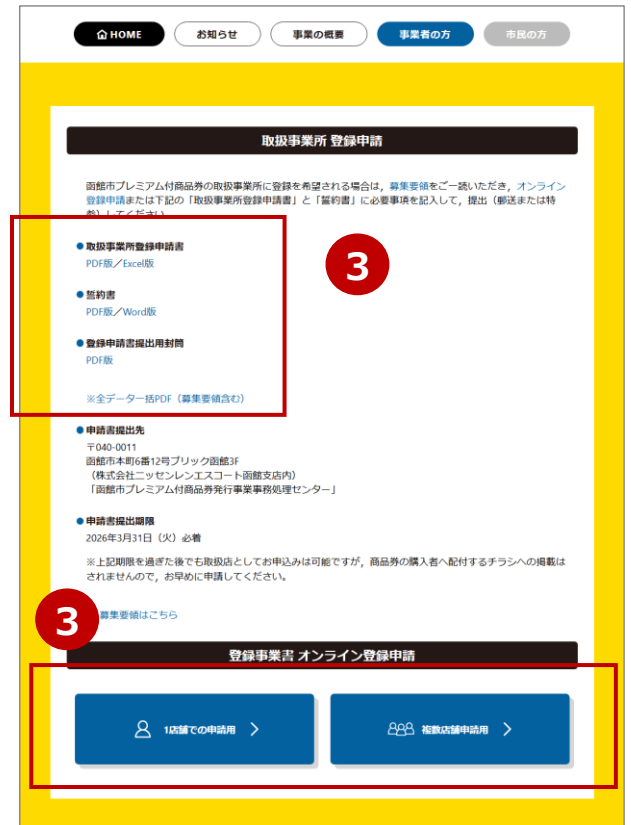 HOME お知らせ 事業の概要 事業者の方 市民の方
取扱事業所 登録申請
函館市プレミアム付商品券の取扱事業所に登録を希望される場合は，募集要領をご一読いただき，オンライン
登録申請または下記の「取扱事業所登録申請書」と「誓約書」に必要事項を記入して，提出（郵送または持
参）してください。
●取扱事業所登録申請書
PDF版／Excel版
3
●誓約書
PDF版／Word版
●登録申請書提出用封筒
PDF版
※全データ一括PDF（募集要領含む）
●申請書提出先
〒040-0011
函館市本町6番12号ブリック函館3F
（株式会社ニッセンレンエスコート函館支店内）
「函館市プレミアム付商品券発行事業事務処理センター」
●申請書提出期限
2026年3月31日（火）必着
※上記期限を過ぎた後でも取扱店としてお申込みは可能ですが，商品券の購入者へ配付するチラシへの掲載は
されませんので，お早めに申請してください。
3
募集要領はこちら
登録事業書 オンライン登録申請
1店舗での申請用
複数店舗申請用